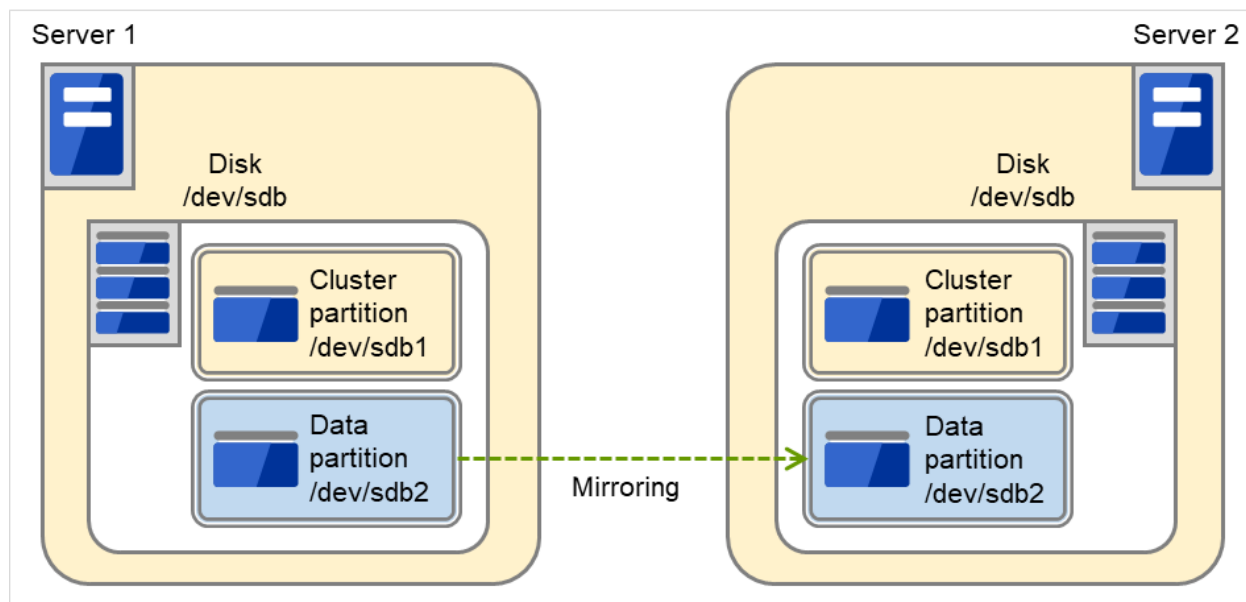 Server 1
Server 2
Disk
/dev/sdb
Disk
/dev/sdb
Cluster
partition
/dev/sdb1
Cluster
partition
/dev/sdb1
Data
partition
/dev/sdb2
Mirroring
Data
partition
/dev/sdb2